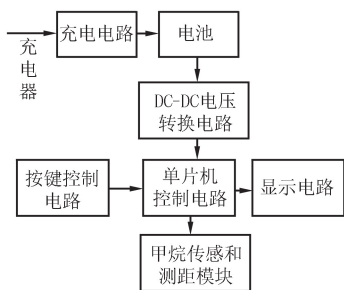 充电器
充电电路
电池
DC-DC电压
转换电路
按键控制
电路
单片机
控制电路
显示电路
甲烷传感和
测距模块